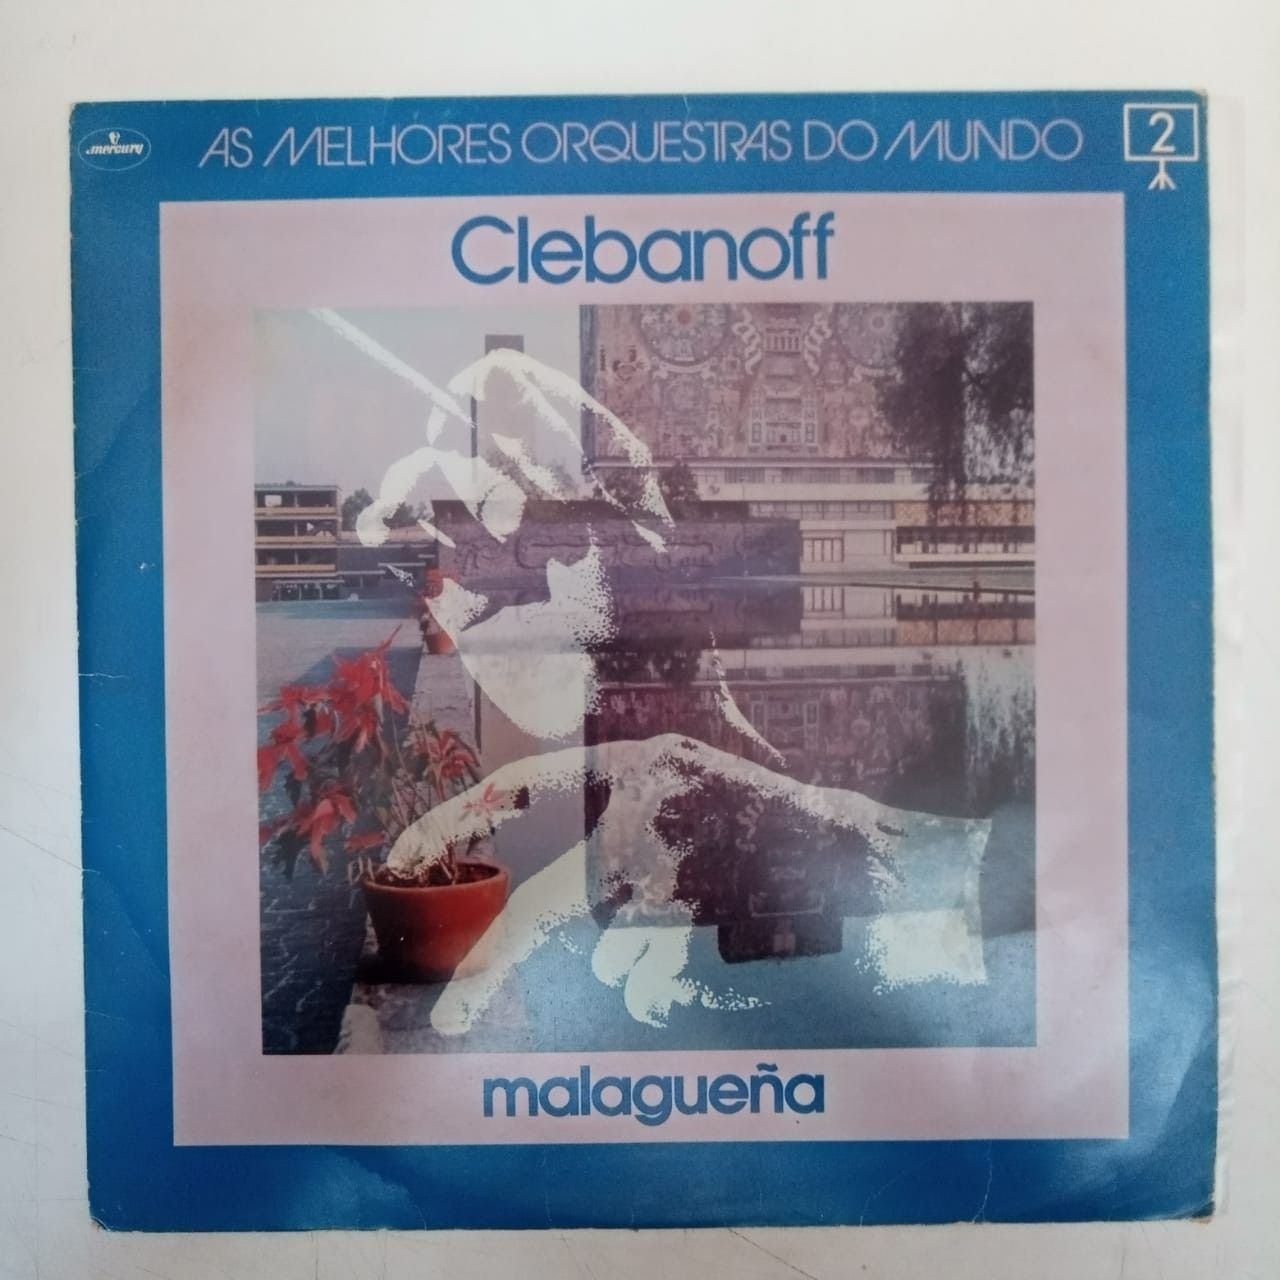 mercury
AS MELHORES ORQUESTRAS DO MUNDO
2
Clebanoff
malagueña